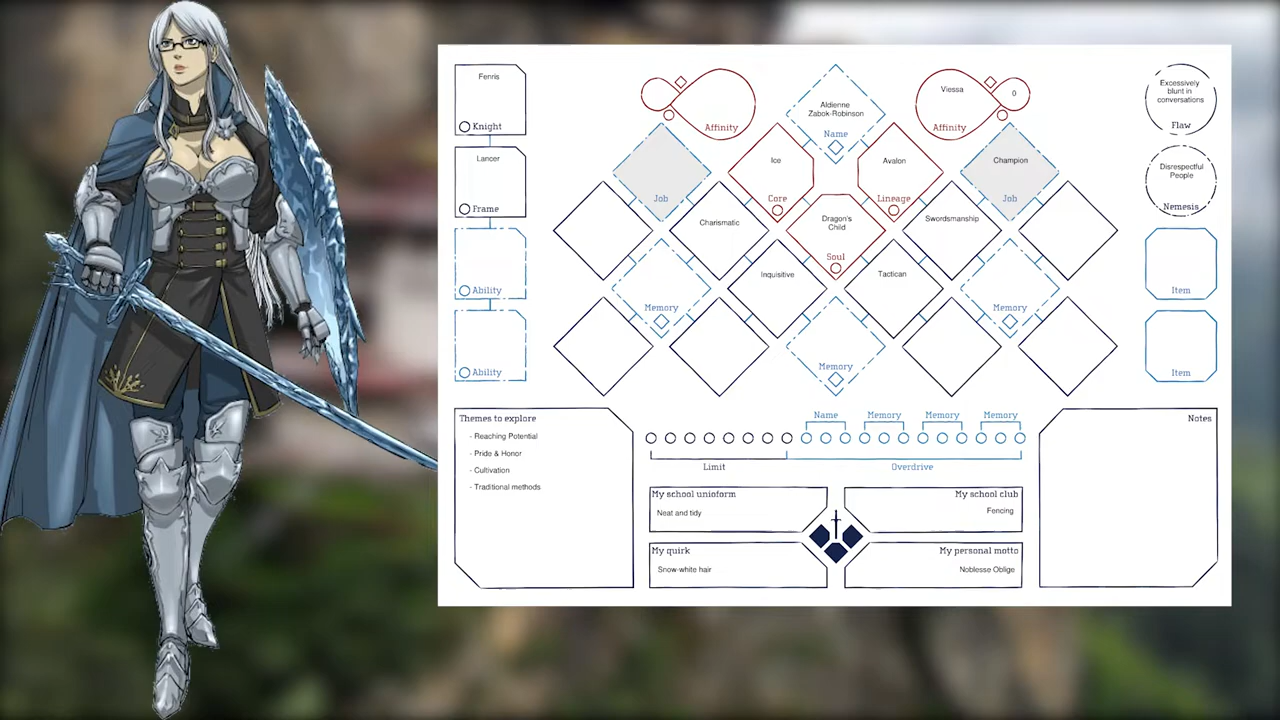 Fenris
Knight
Lancer
Frame
Ability
Ability
Affinity
Aldienne
Zabok-Robinson
Name
Viessa
0
Affinity
Excessively
blunt in
conversations
Flaw
Job
Ice
Core
Avalon
Lineage
Champion
Job
Disrespectful
People
Nemesis
Charismatic
Dragon's
Child
Soul
Swordsmanship
Inquisitive
Tactican
Memory
Memory
Memory
Item
Item
Themes to explore
- Reaching Potential
- Pride & Honor
- Cultivation
- Traditional methods
Name
Memory
Memory
Memory
Limit
Overdrive
My school unioform
Neat and tidy
My school club
Fencing
My quirk
Snow-white hair
My personal motto
Noblesse Oblige
Notes